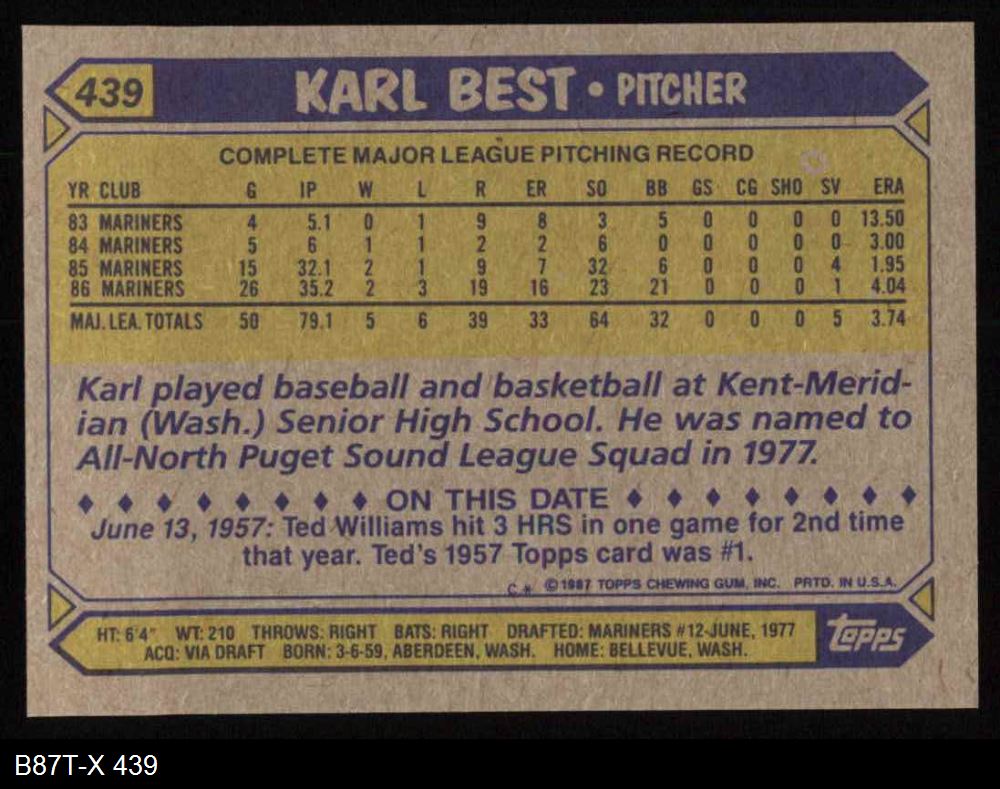 439 KARL BEST • PITCHER
COMPLETE MAJOR LEAGUE PITCHING RECORD
YR CLUB G IP W L R ER SO BB GS CG SHO SV ERA
83 MARINERS 4 5.1 0 1 9 8 3 5 0 0 0 0 13.50
84 MARINERS 5 6 1 1 2 2 6 0 0 0 0 0 3.00
85 MARINERS 15 32.1 2 1 9 7 32 6 0 0 0 4 1.95
86 MARINERS 26 35.2 2 3 19 16 23 21 0 0 0 1 4.04
MAJ. LEA. TOTALS 50 79.1 5 6 39 33 64 32 0 0 0 5 3.74
Karl played baseball and basketball at Kent-Merid-
ian (Wash.) Senior High School. He was named to
All-North Puget Sound League Squad in 1977.
♦ ♦ ♦ ♦ ♦ ♦ ♦ ♦ ON THIS DATE ♦ ♦ ♦ ♦ ♦ ♦ ♦ ♦
June 13, 1957: Ted Williams hit 3 HRS in one game for 2nd time
that year. Ted's 1957 Topps card was #1.
C* © 1987 TOPPS CHEWING GUM, INC. PRTD. IN U.S.A.
HT: 6'4" WT: 210 THROWS: RIGHT BATS: RIGHT DRAFTED: MARINERS #12-JUNE, 1977
ACQ: VIA DRAFT BORN: 3-6-59, ABERDEEN, WASH. HOME: BELLEVUE, WASH.
Topps
B87T-X 439